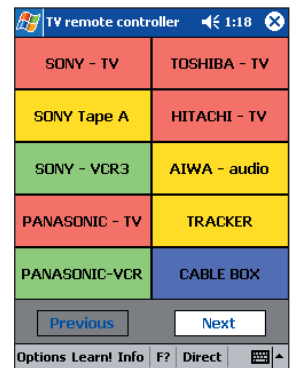 TV remote contr 1:18
SONY - TV TOSHIBA - TV
SONY Tape A HITACHI - TV
SONY - VCR3 AIWA - audio
PANASONIC - TV TRACKER
PANASONIC-VCR CABLE BOX
Previous Next
Options Learn! Info F? Direct